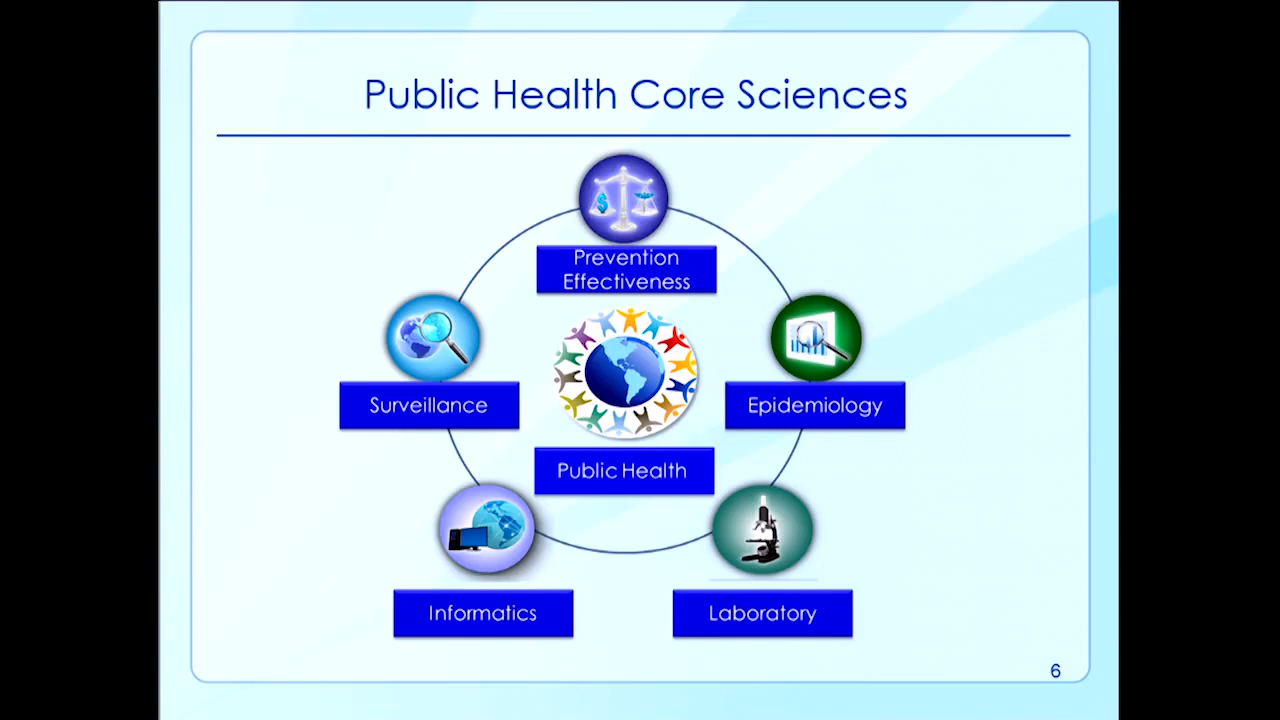 Public Health Core Sciences
$
Prevention
Effectiveness
Surveillance
Epidemiology
Public Health
Informatics
Laboratory
6